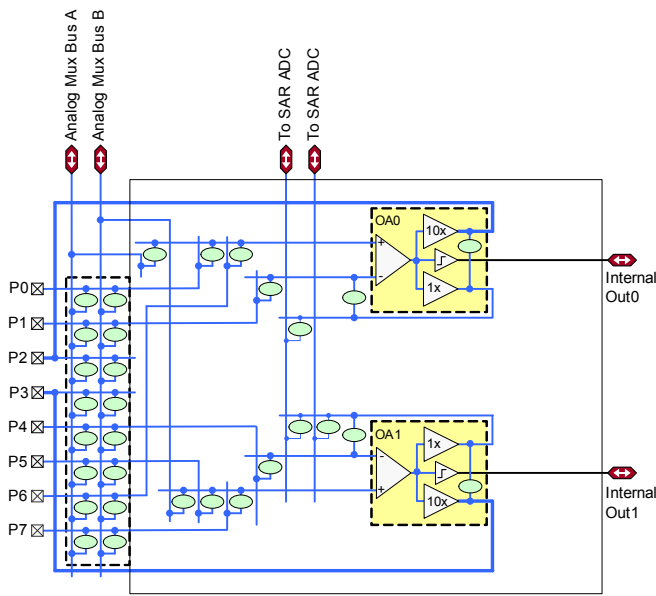 Analog Mux Bus A
Analog Mux Bus B
To SAR ADC
To SAR ADC
OA0
10x
+
-
1x
Internal
Out0
P0
P1
P2
P3
P4
P5
P6
P7
OA1
1x
-
+
10x
Internal
Out1